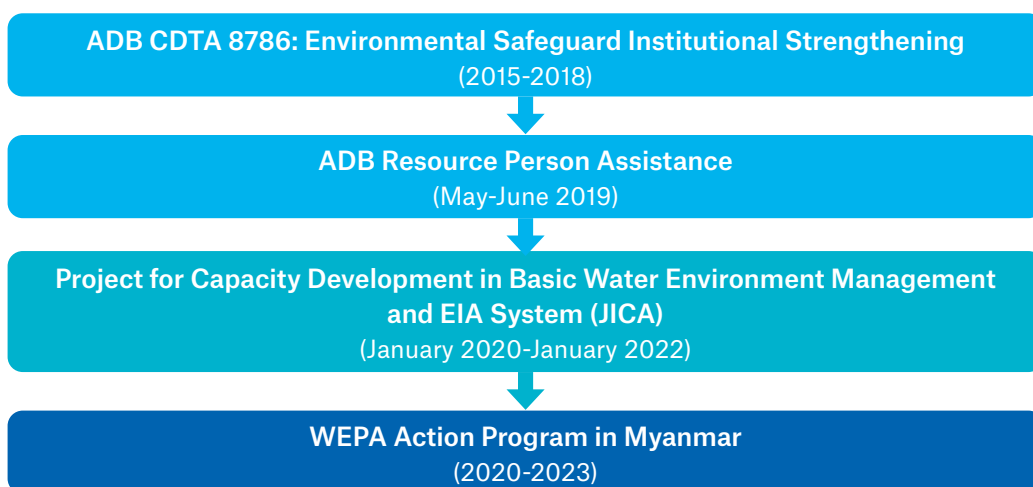 ADB CDTA 8786: Environmental Safeguard Institutional Strengthening
(2015-2018)
ADB Resource Person Assistance
(May-June 2019)
Project for Capacity Development in Basic Water Environment Management
and EIA System (JICA)
(January 2020-January 2022)
WEPA Action Program in Myanmar
(2020-2023)